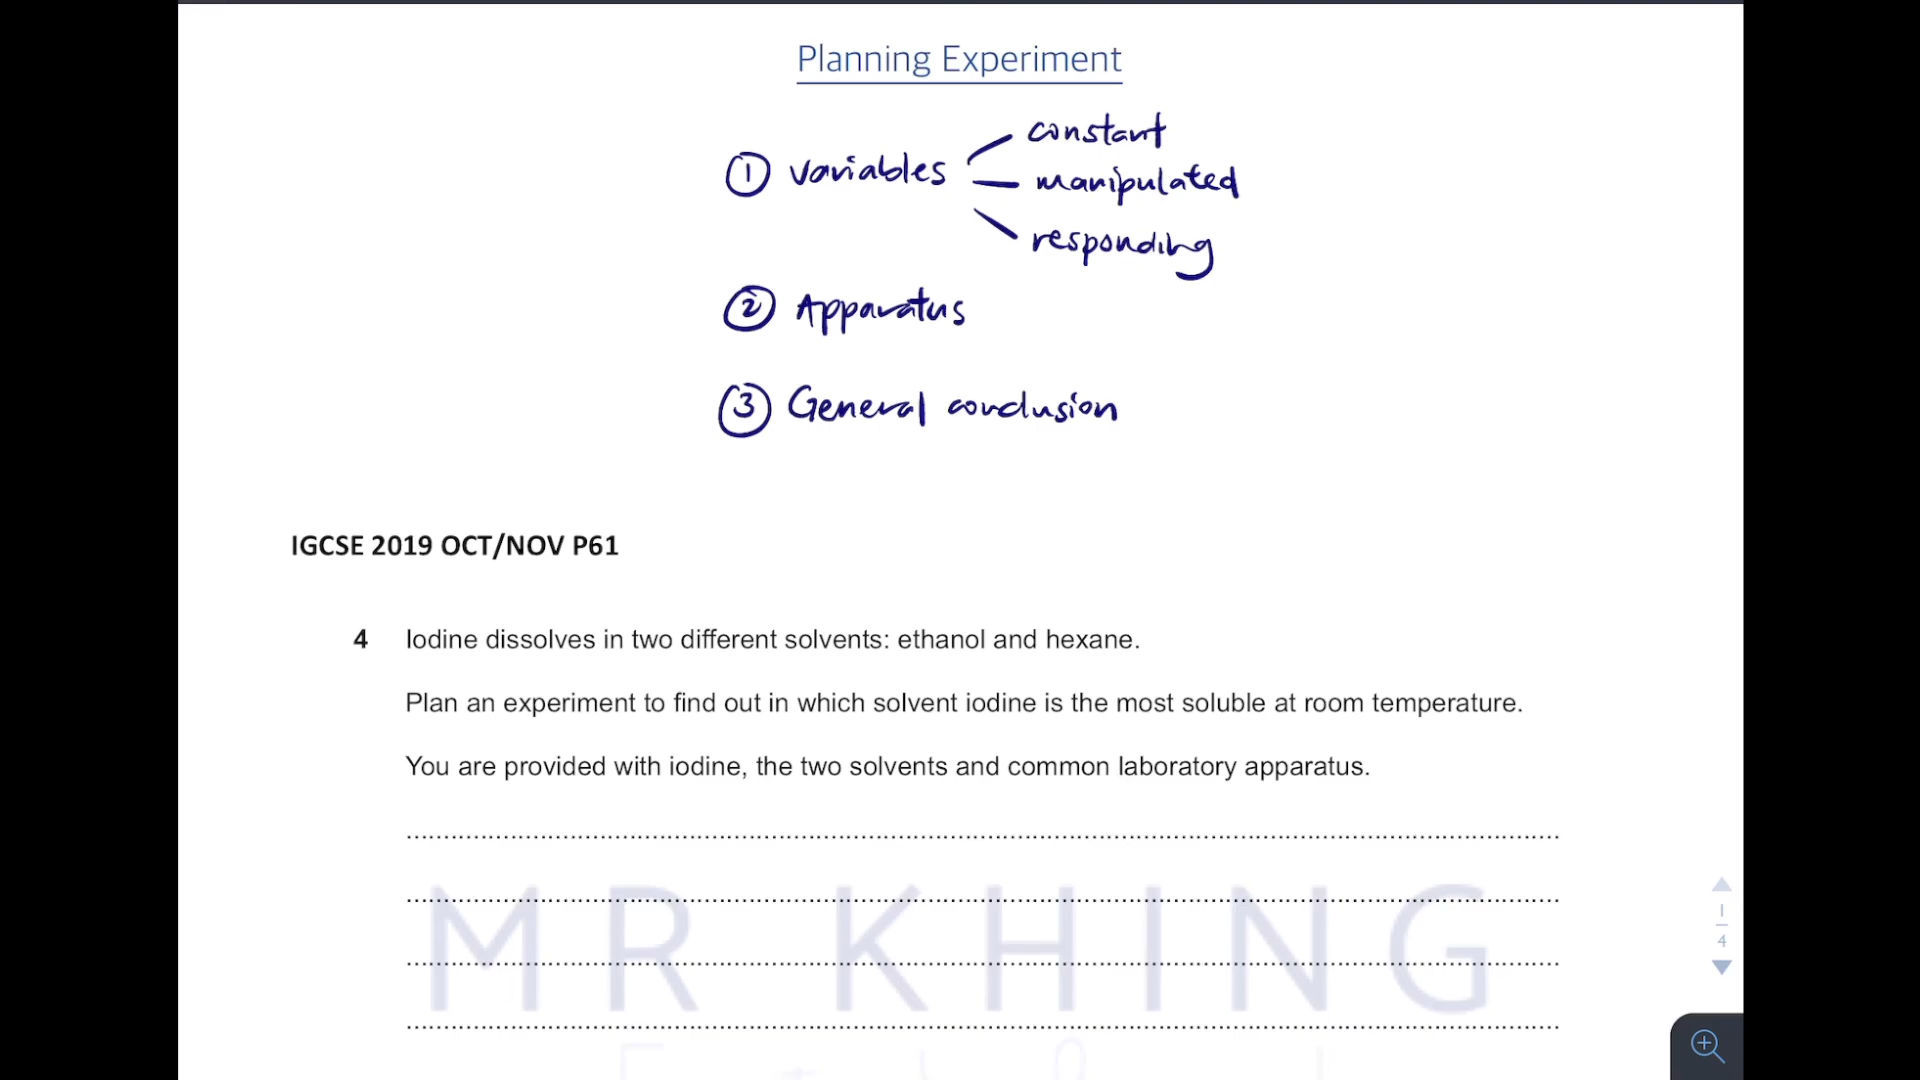 Planning Experiment
① variables
constant
manipulated
responding
② Apparatus
③ General conclusion
IGCSE 2019 OCT/NOV P61
4 Iodine dissolves in two different solvents: ethanol and hexane.
Plan an experiment to find out in which solvent iodine is the most soluble at room temperature.
You are provided with iodine, the two solvents and common laboratory apparatus.
MR KHING
1
4